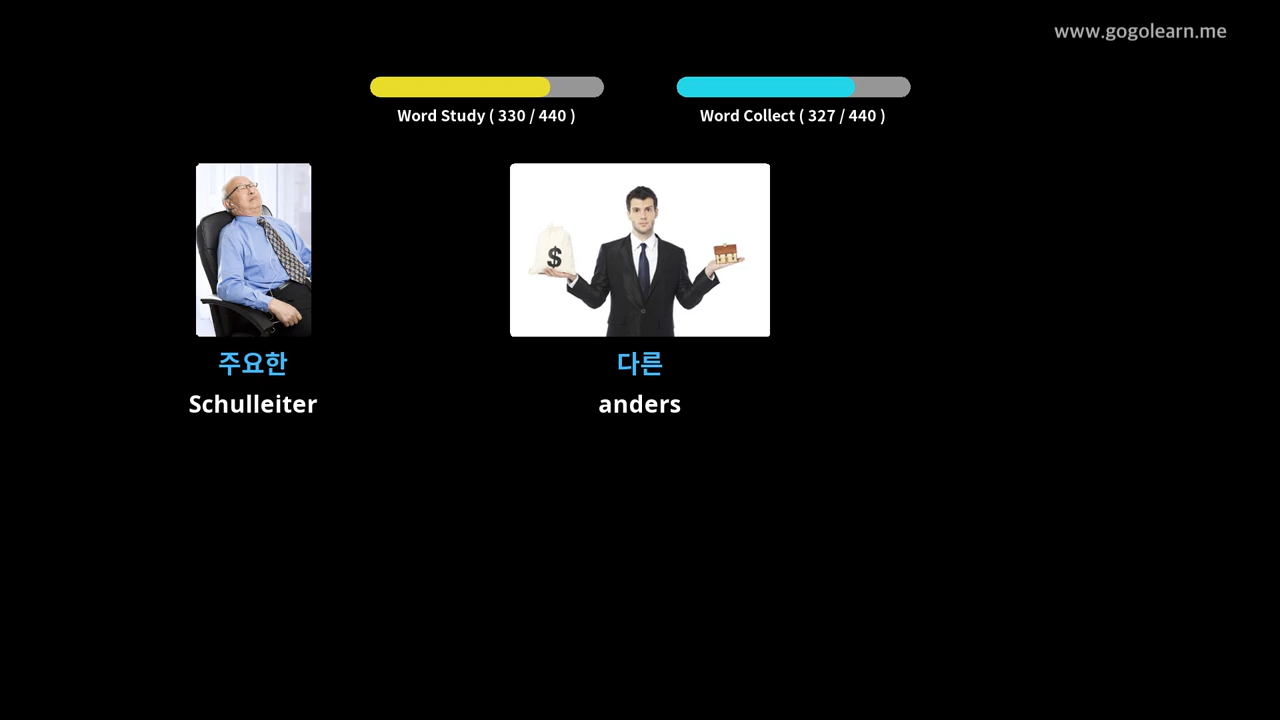 www.gogolearn.me
Word Study ( 330 / 440 )
Word Collect ( 327 / 440 )
$
주요한
Schulleiter
다른
anders